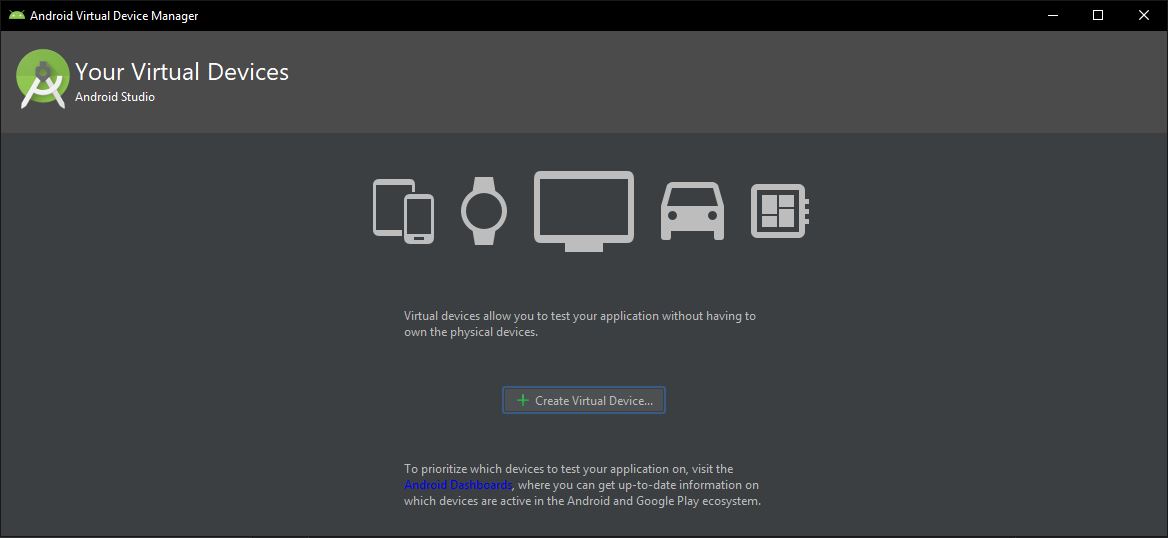 Android Virtual Device Manager
Your Virtual Devices
Android Studio
Virtual devices allow you to test your application without having to
own the physical devices.
Create Virtual Device...
To prioritize which devices to test your application on, visit the
Android Dashboards, where you can get up-to-date information on
which devices are active in the Android and Google Play ecosystem.